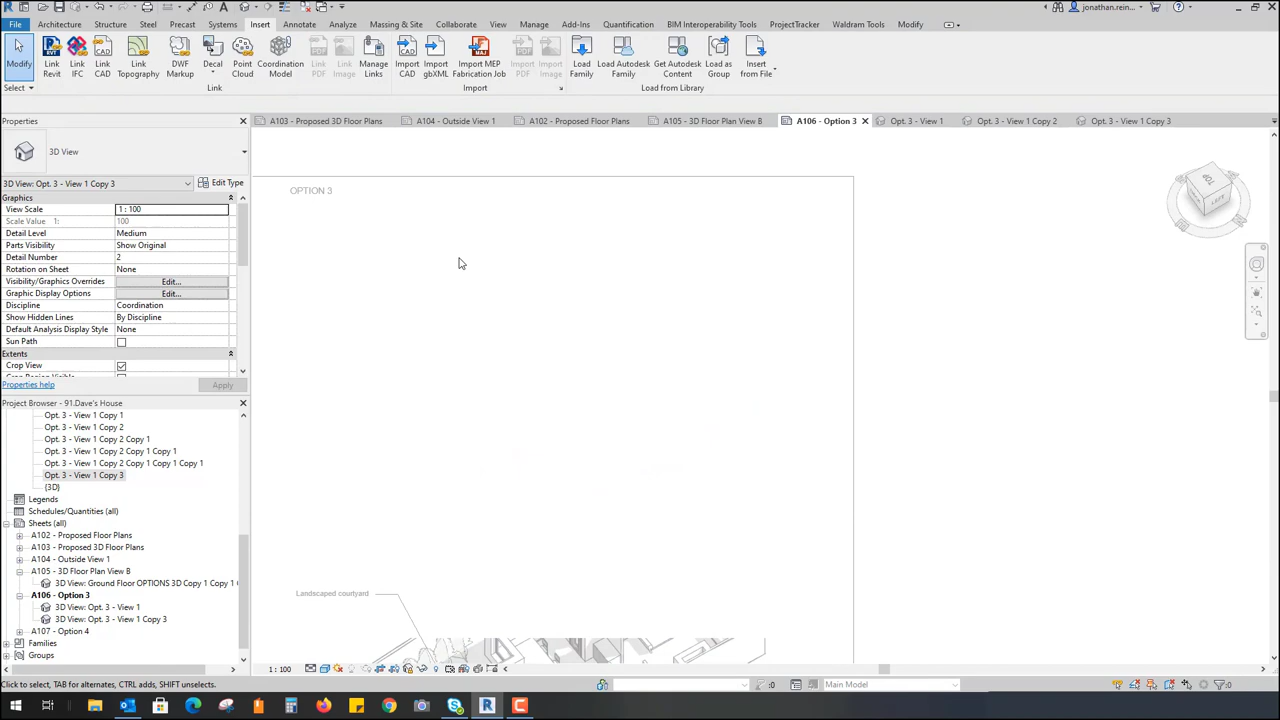 jonathan.rein...
File Architecture Structure Steel Precast Systems Insert Annotate Analyze Massing & Site Collaborate View Manage Add-Ins Quantification BIM Interoperability Tools ProjectTracker Waldram Tools Modify
Modify Link Revit Link IFC Link CAD Link Topography DWF Markup Decal Point Cloud Coordination Model Link PDF Link Image Manage Links Import CAD Import gbXML Import MEP Fabrication Job Import PDF Import Image Load Family Load Autodesk Family Get Autodesk Content Load as Group Insert from File
Select Link Import Load from Library
Properties
A103 - Proposed 3D Floor Plans A104 - Outside View 1 A102 - Proposed Floor Plans A105 - 3D Floor Plan View B A106 - Option 3 Opt. 3 - View 1 Opt. 3 - View 1 Copy 2 Opt. 3 - View 1 Copy 3
3D View
3D View: Opt. 3 - View 1 Copy 3 Edit Type
Graphics
View Scale 1 : 100
Scale Value 1: 100
Detail Level Medium
Parts Visibility Show Original
Detail Number 2
Rotation on Sheet None
Visibility/Graphics Overrides Edit...
Graphic Display Options Edit...
Discipline Coordination
Show Hidden Lines By Discipline
Default Analysis Display Style None
Sun Path
Extents
Crop View
Properties help Apply
OPTION 3
TOP
LEFT
Landscaped courtyard
Project Browser - 91.Dave's House
Opt. 3 - View 1 Copy 1
Opt. 3 - View 1 Copy 2
Opt. 3 - View 1 Copy 2 Copy 1
Opt. 3 - View 1 Copy 2 Copy 1 Copy 1
Opt. 3 - View 1 Copy 2 Copy 1 Copy 1 Copy 1
Opt. 3 - View 1 Copy 3
{3D}
Legends
Schedules/Quantities (all)
Sheets (all)
A102 - Proposed Floor Plans
A103 - Proposed 3D Floor Plans
A104 - Outside View 1
A105 - 3D Floor Plan View B
3D View: Ground Floor OPTIONS 3D Copy 1 Copy 1
A106 - Option 3
3D View: Opt. 3 - View 1
3D View: Opt. 3 - View 1 Copy 3
A107 - Option 4
Families
Groups
1 : 100
Click to select, TAB for alternates, CTRL adds, SHIFT unselects.
:0 Main Model :0